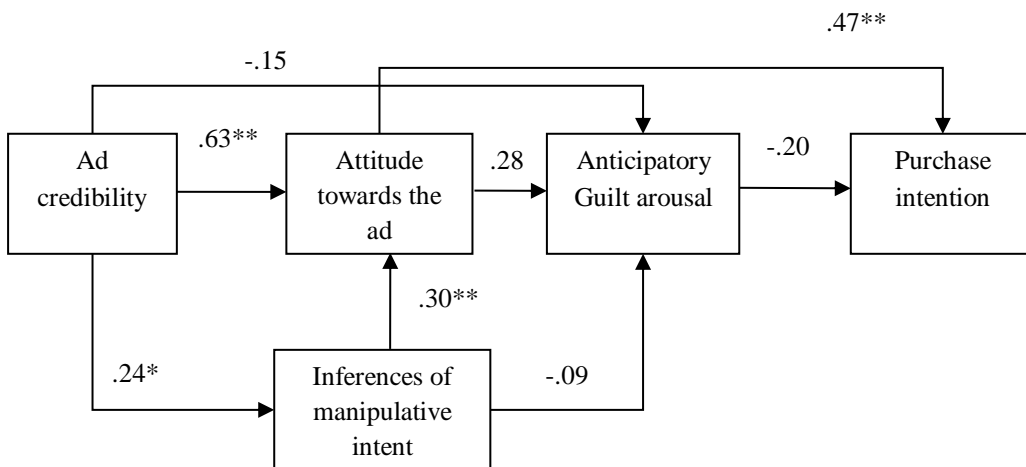 .47**
-.15
.63**
Ad
credibility
Attitude
towards the
ad
.28
Anticipatory
Guilt arousal
-.20
Purchase
intention
.30**
.24*
Inferences of
manipulative
intent
-.09